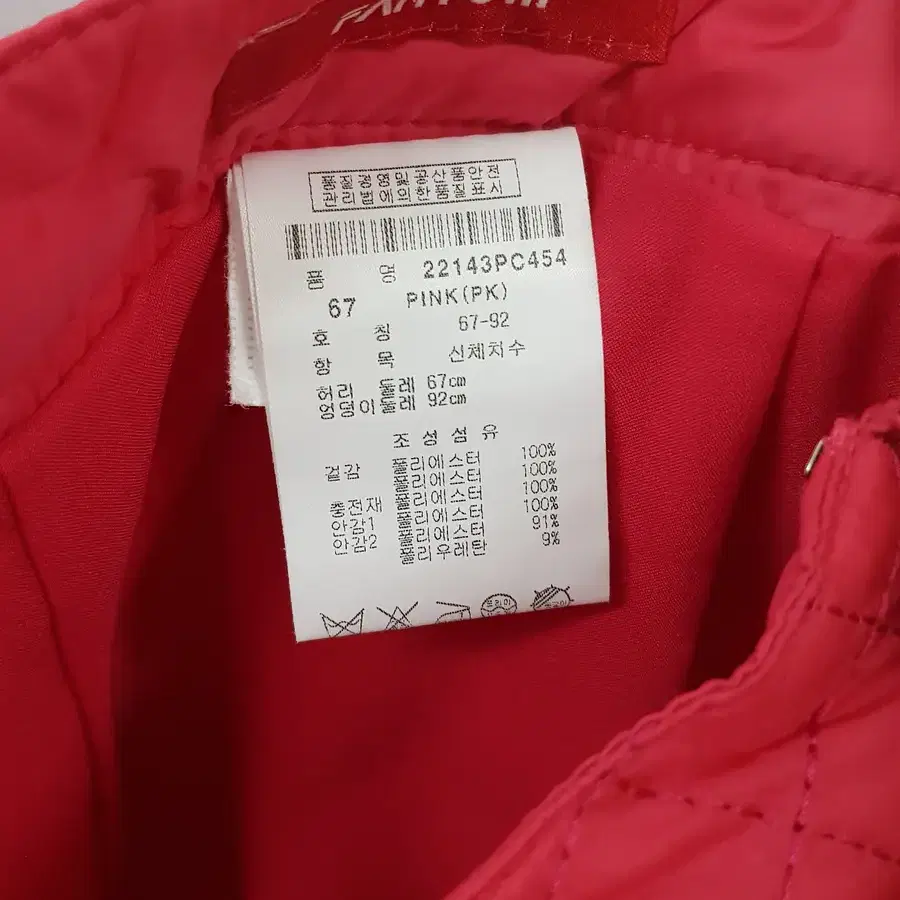 품질경영및공산품안전
관리법에의한품질표시
품 명 22143PC454
67 PINK(PK)
호 칭 67-92
항 목 신체치수
허리 둘레 67cm
엉덩이둘레 92cm
조성섬유
겉감 폴리에스터 100%
폴리에스터 100%
충전재 폴리에스터 100%
안감1 폴리에스터 100%
안감2 폴리에스터 91%
폴리우레탄 9%